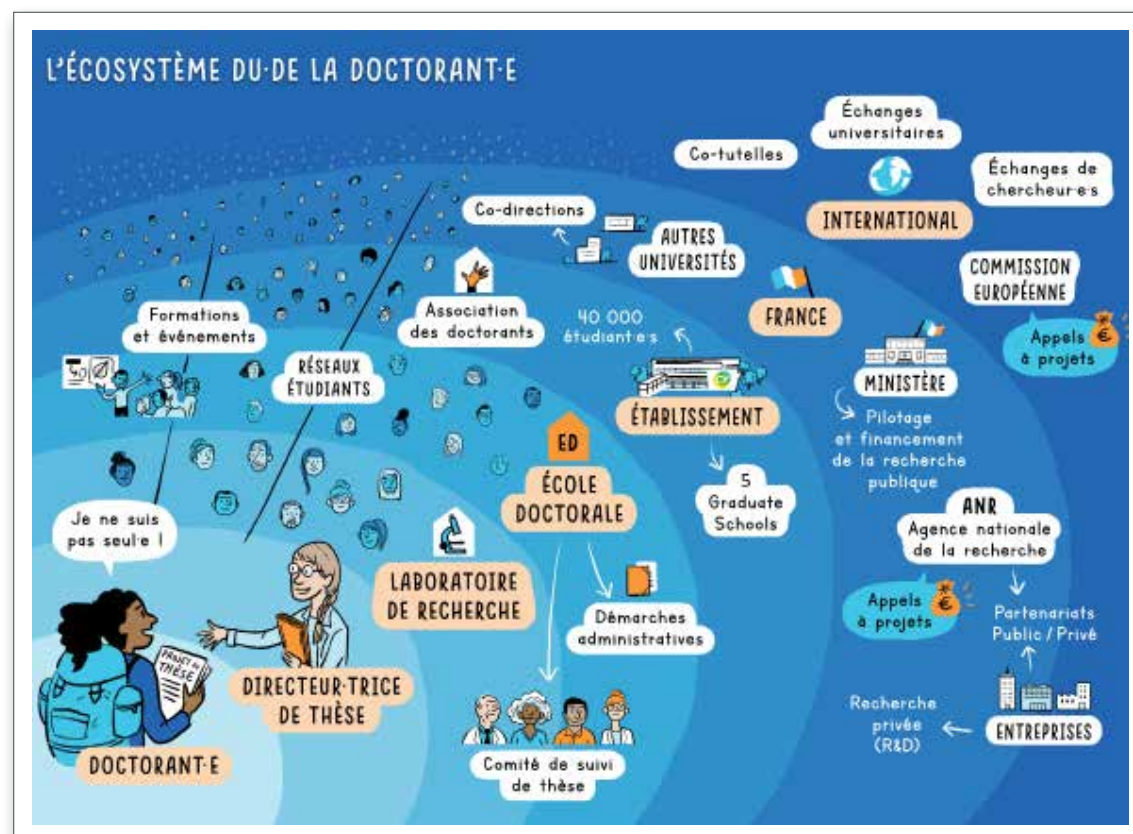 L'ÉCOSYSTÈME DU·DE LA DOCTORANT·E
Échanges
universitaires
Co-tutelles
Échanges de
chercheur·e·s
INTERNATIONAL
Co-directions
AUTRES
UNIVERSITÉS
COMMISSION
EUROPÉENNE
Appels
à projets
FRANCE
Association
des doctorants
40 000
étudiant·e·s
Formations
et événements
RÉSEAUX
ÉTUDIANTS
MINISTÈRE
Pilotage
et financement
de la recherche
publique
ÉTABLISSEMENT
ED
ÉCOLE
DOCTORALE
5
Graduate
Schools
ANR
Agence nationale
de la recherche
Appels
à projets
Partenariats
Public / Privé
Je ne suis
pas seul·e !
LABORATOIRE
DE RECHERCHE
Démarches
administratives
PROJET DE
THÈSE
DIRECTEUR·TRICE
DE THÈSE
Recherche
privée
(R&D)
ENTREPRISES
DOCTORANT·E
Comité de suivi
de thèse